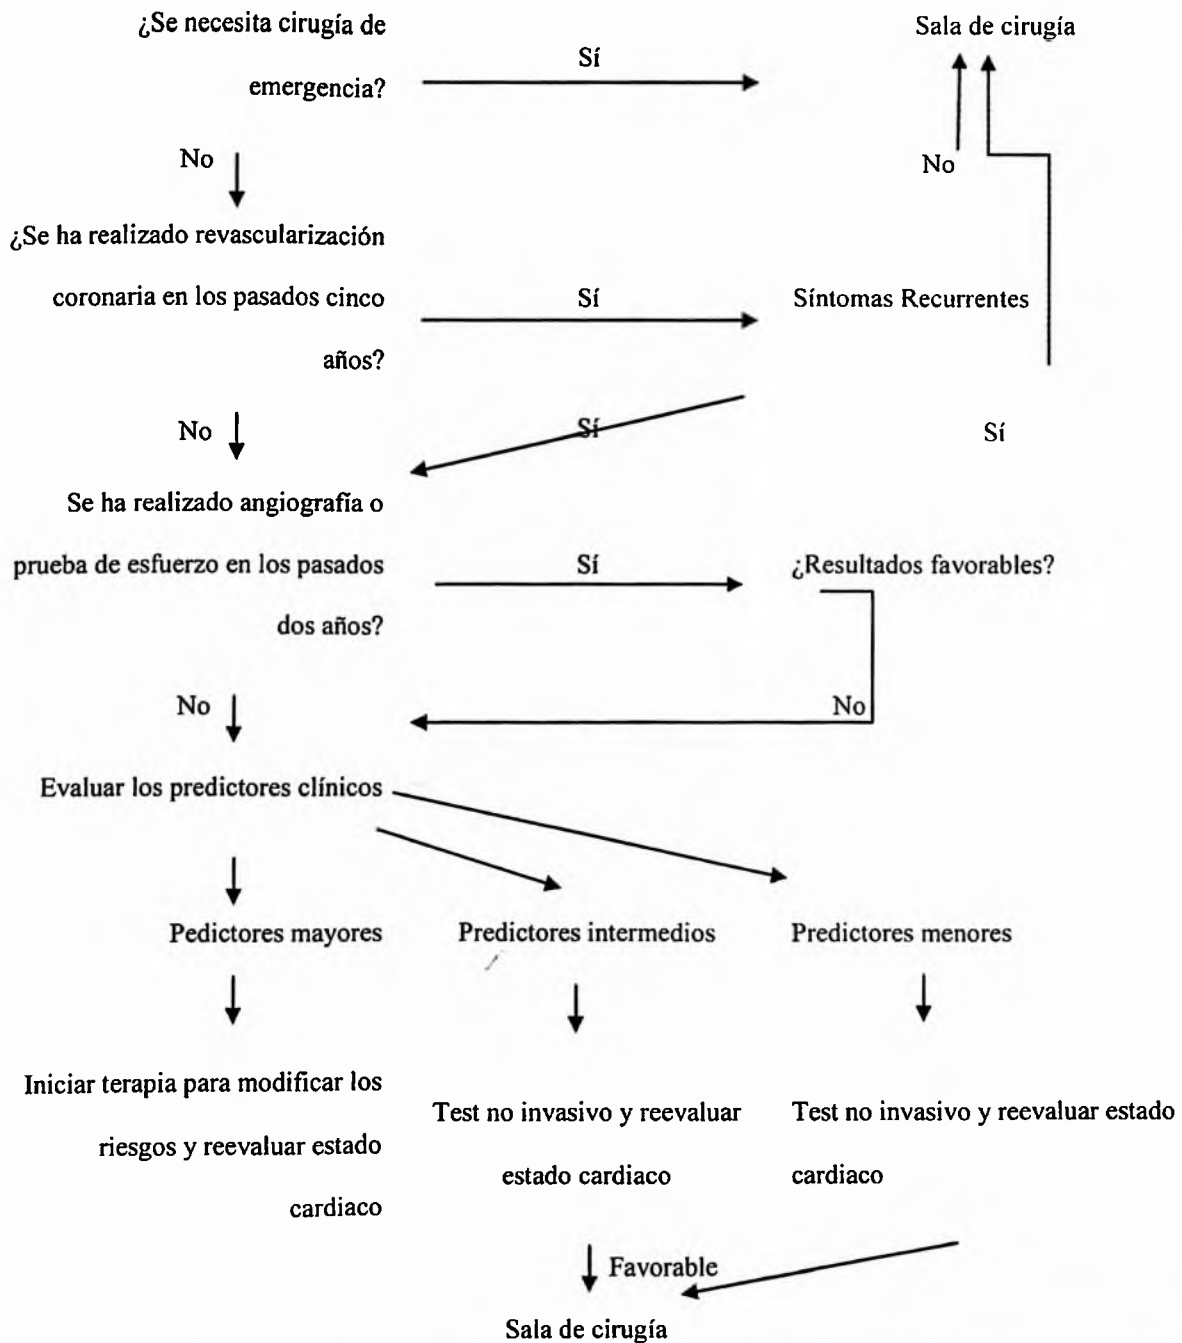 ¿Se necesita cirugía de
emergencia?
Sí
Sala de cirugía
No
No
¿Se ha realizado revascularización
coronaria en los pasados cinco
años?
Sí
Síntomas Recurrentes
No
Sí
Sí
Se ha realizado angiografía o
prueba de esfuerzo en los pasados
dos años?
Sí
¿Resultados favorables?
No
No
Evaluar los predictores clínicos
Pedictores mayores
Predictores intermedios
Predictores menores
Iniciar terapia para modificar los
riesgos y reevaluar estado
cardiaco
Test no invasivo y reevaluar
estado cardiaco
Test no invasivo y reevaluar estado
cardiaco
Favorable
Sala de cirugía